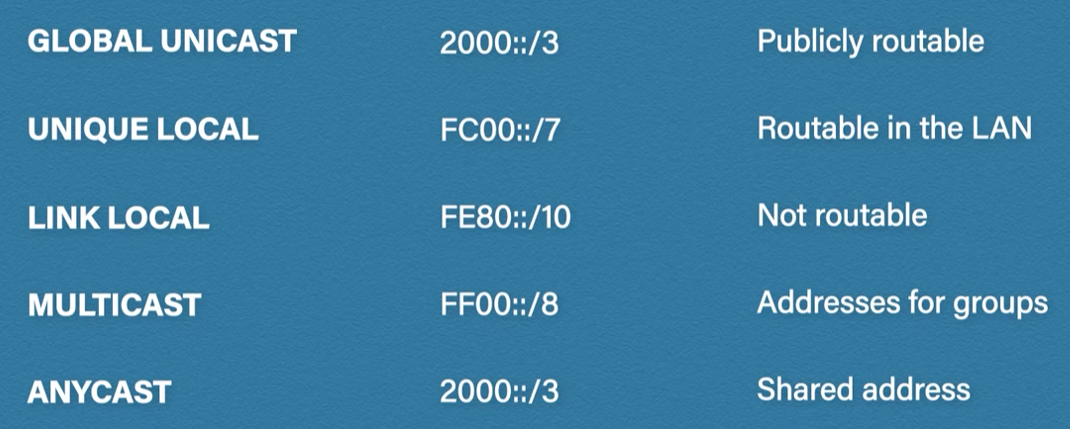 GLOBAL UNICAST 2000::/3 Publicly routable
UNIQUE LOCAL FC00::/7 Routable in the LAN
LINK LOCAL FE80::/10 Not routable
MULTICAST FF00::/8 Addresses for groups
ANYCAST 2000::/3 Shared address